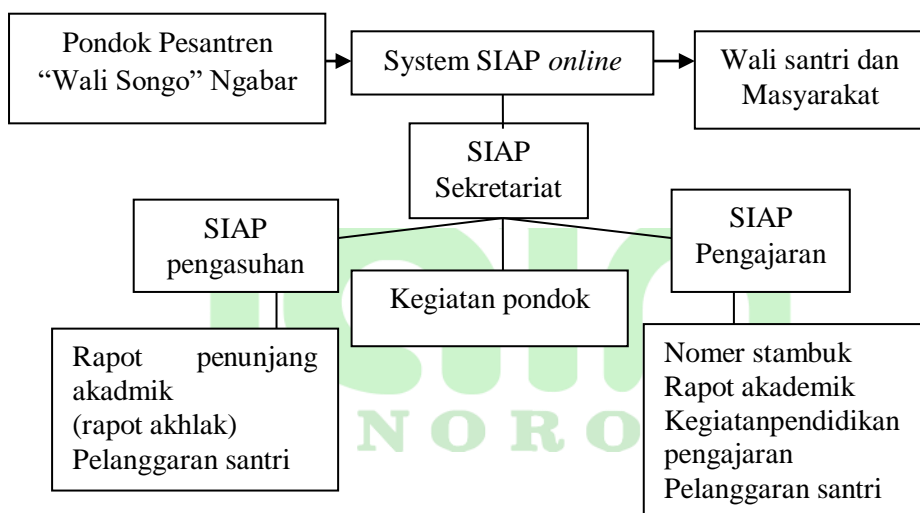 Pondok Pesantren
“Wali Songo” Ngabar
System SIAP online
Wali santri dan
Masyarakat
SIAP
Sekretariat
SIAP
pengasuhan
Kegiatan pondok
SIAP
Pengajaran
Rapot penunjang
akadmik
(rapot akhlak)
Pelanggaran santri
Nomer stambuk
Rapot akademik
Kegiatanpendidikan
pengajaran
Pelanggaran santri
NORO